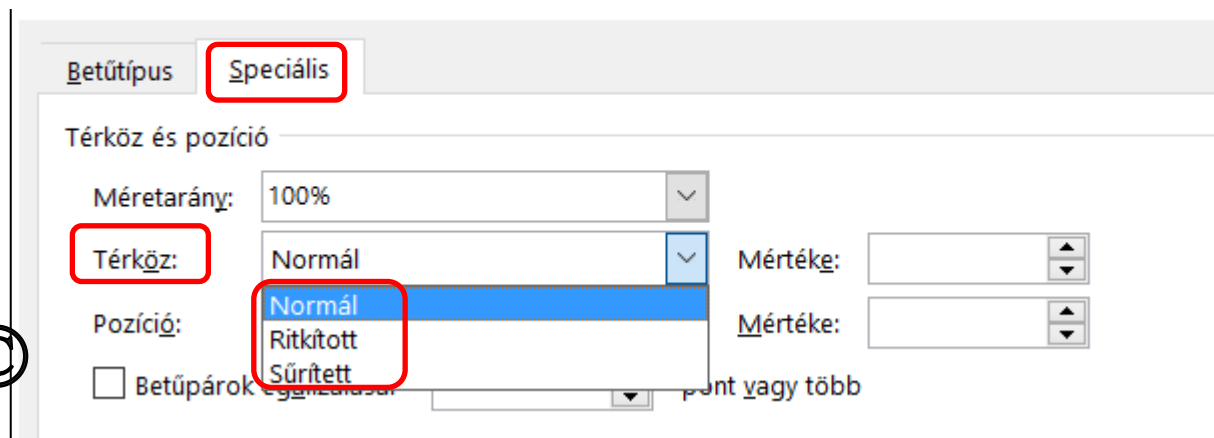 Betűtípus Speciális
Térköz és pozíció
Méretarány: 100%
Térköz: Normál Mértéke:
Normál
Pozíció: Mértéke:
Ritkított
Sűrített
Betűpárok pont vagy több
©